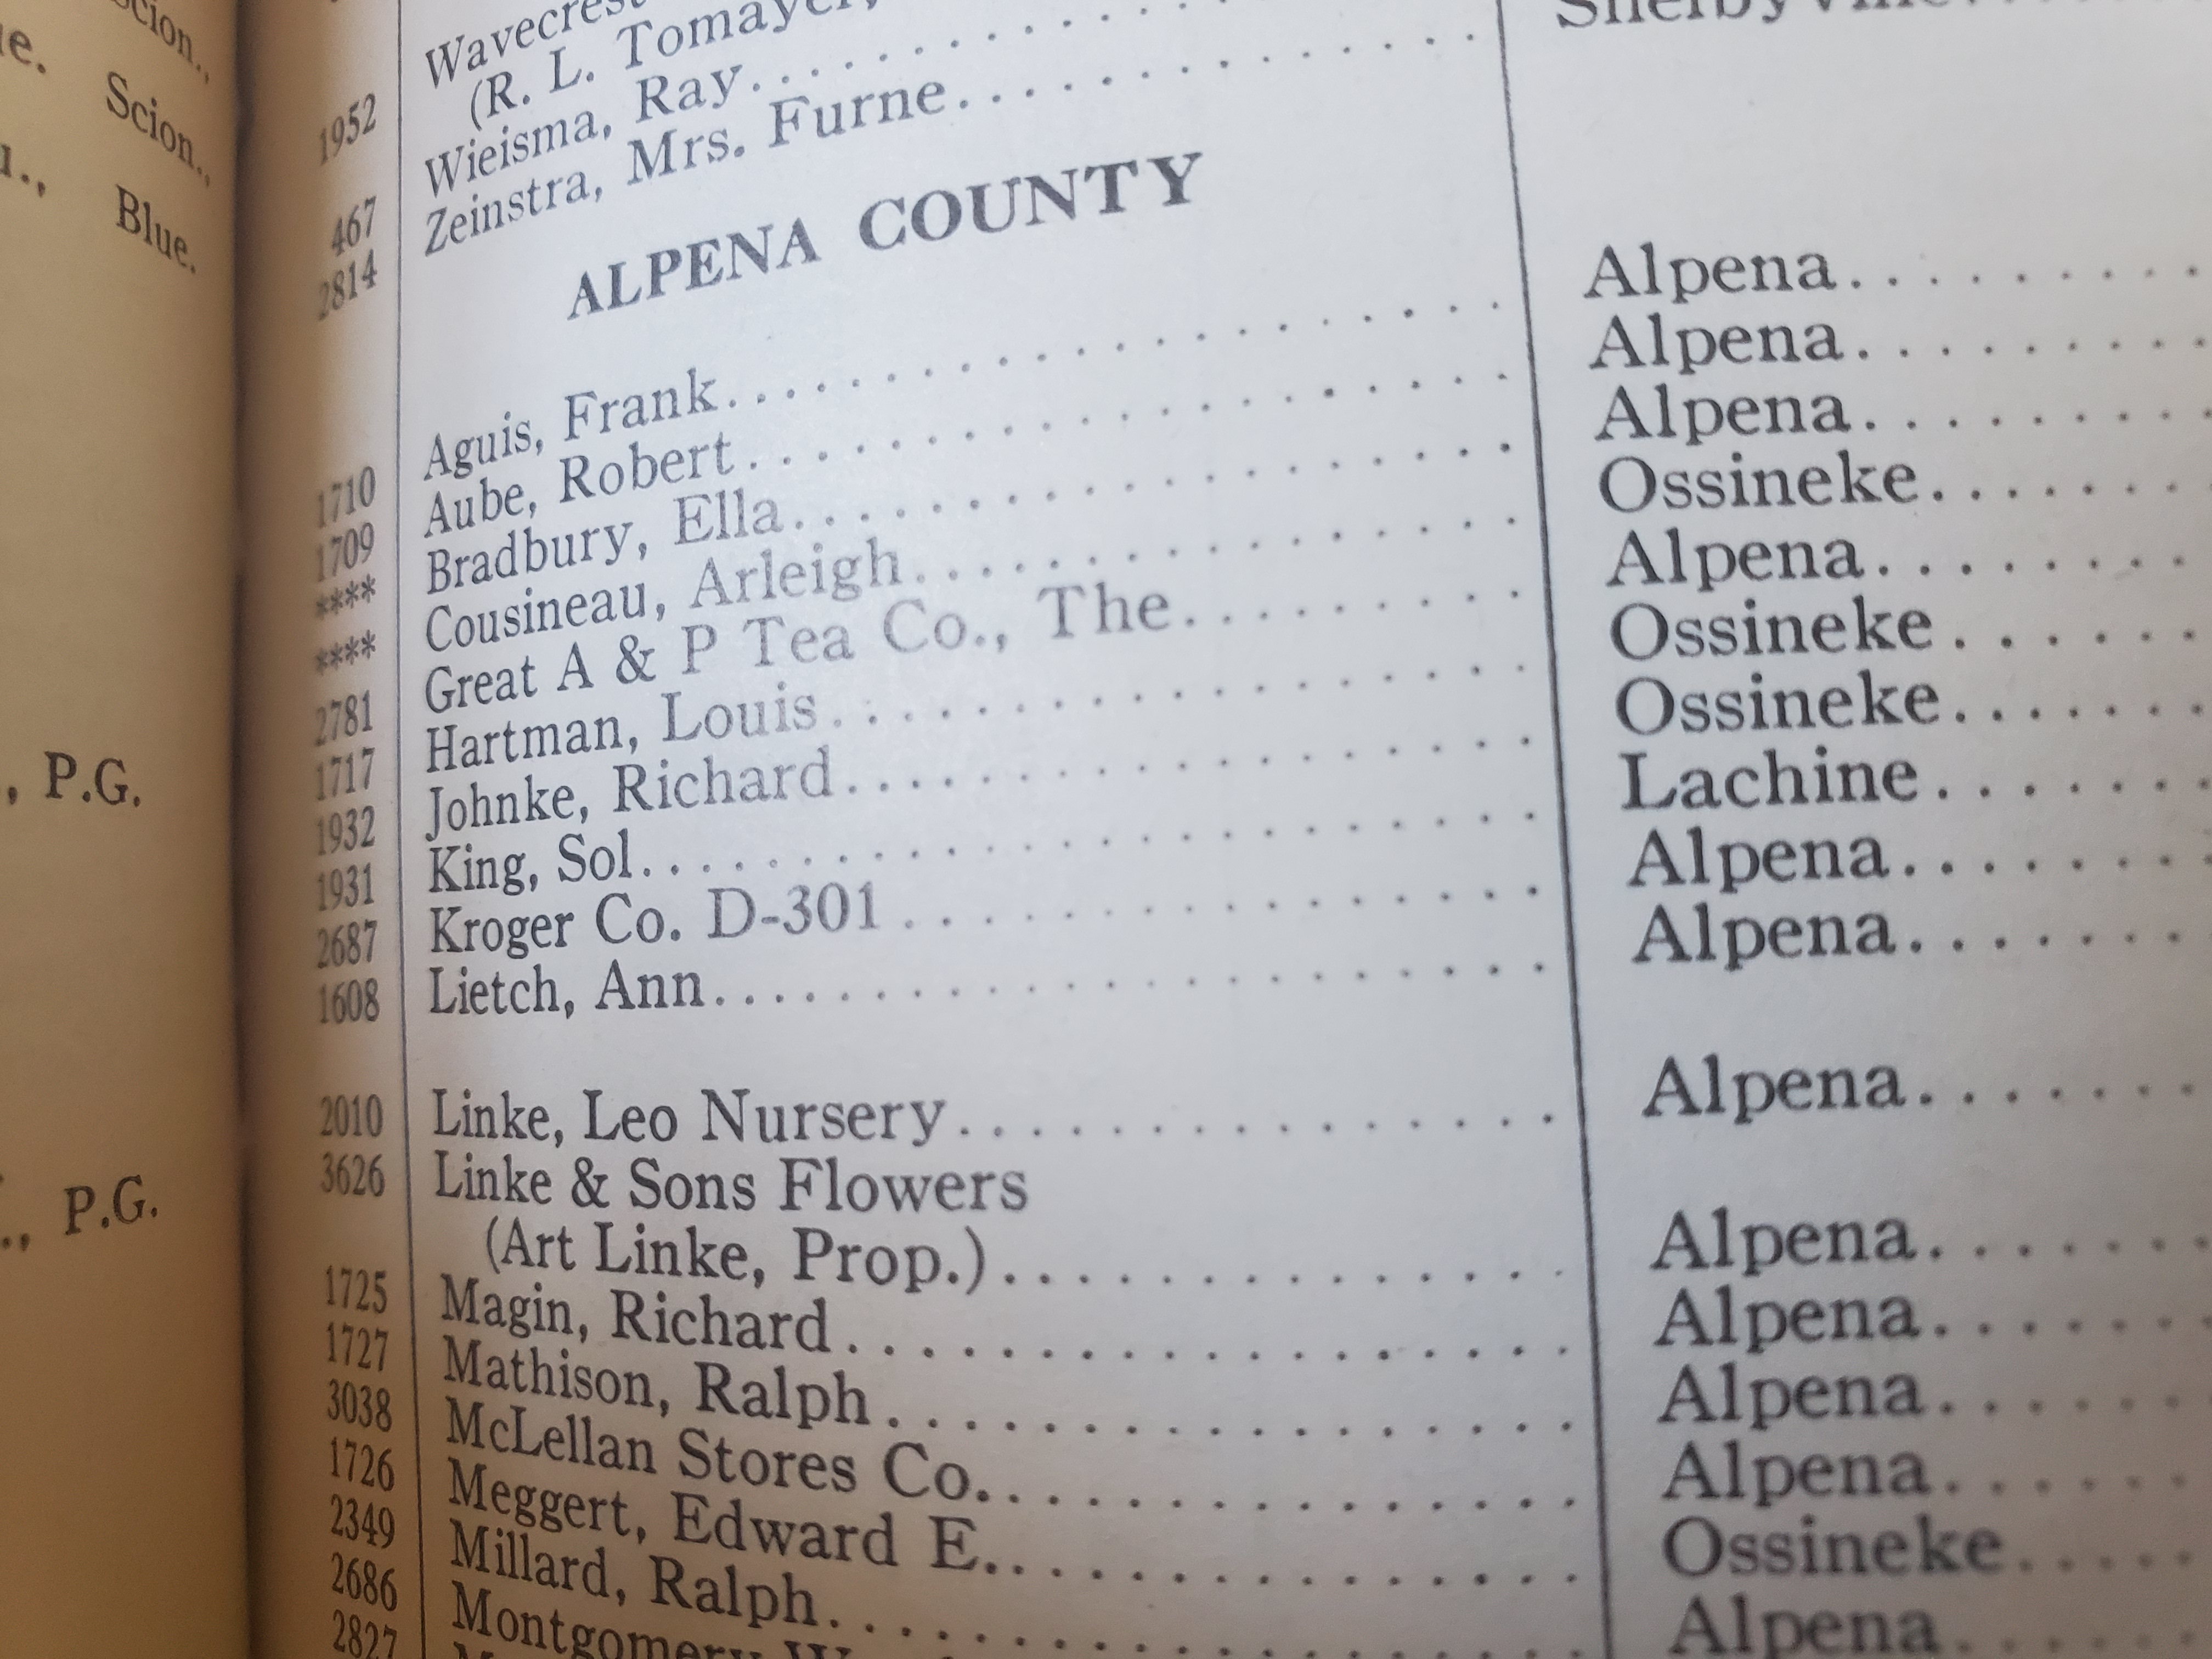 Scion.,
Scion.,
Blue.
, P.G.
., P.G.
1952 Wavecrest
(R. L. Tomayer,
467 Wieisma, Ray
2814 Zeinstra, Mrs. Furne Shelbyville
ALPENA COUNTY
1710 Aguis, Frank Alpena
1709 Aube, Robert Alpena
**** Bradbury, Ella Alpena
**** Cousineau, Arleigh Ossineke
2781 Great A & P Tea Co., The Alpena
1717 Hartman, Louis Ossineke
1932 Johnke, Richard Ossineke
1931 King, Sol Lachine
2687 Kroger Co. D-301 Alpena
1608 Lietch, Ann Alpena
2010 Linke, Leo Nursery Alpena
3626 Linke & Sons Flowers
(Art Linke, Prop.) Alpena
1725 Magin, Richard Alpena
1727 Mathison, Ralph Alpena
3038 McLellan Stores Co. Alpena
1726 Meggert, Edward E. Ossineke
2349 Millard, Ralph Alpena
2686 Montgomery
2827